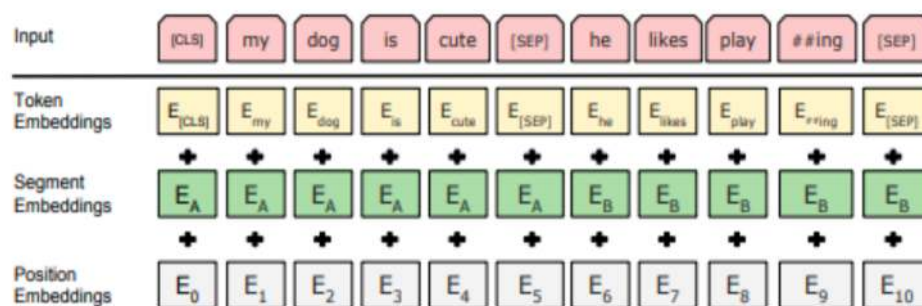 Input [CLS] my dog is cute [SEP] he likes play ##ing [SEP]
Token Embeddings E[CLS] Emy Edog Eis Ecute E[SEP] Ehe Elikes Eplay E##ing E[SEP]
+ + + + + + + + + + +
Segment Embeddings EA EA EA EA EA EA EB EB EB EB EB
+ + + + + + + + + + +
Position Embeddings E0 E1 E2 E3 E4 E5 E6 E7 E8 E9 E10